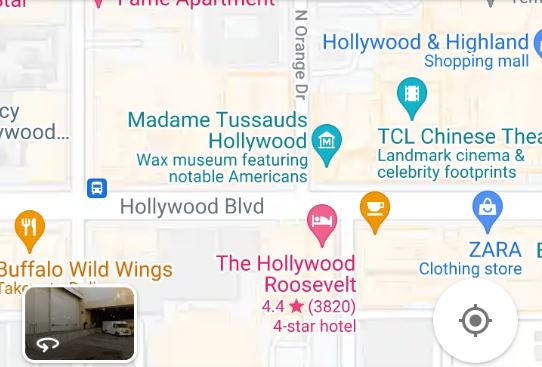 Fame Apartment
N Orange Dr
Hollywood & Highland
Shopping mall
cy
ywood...
Madame Tussauds
Hollywood
Wax museum featuring
notable Americans
TCL Chinese Thea
Landmark cinema &
celebrity footprints
Hollywood Blvd
Buffalo Wild Wings
The Hollywood
Roosevelt
4.4 ★ (3820)
4-star hotel
ZARA
Clothing store